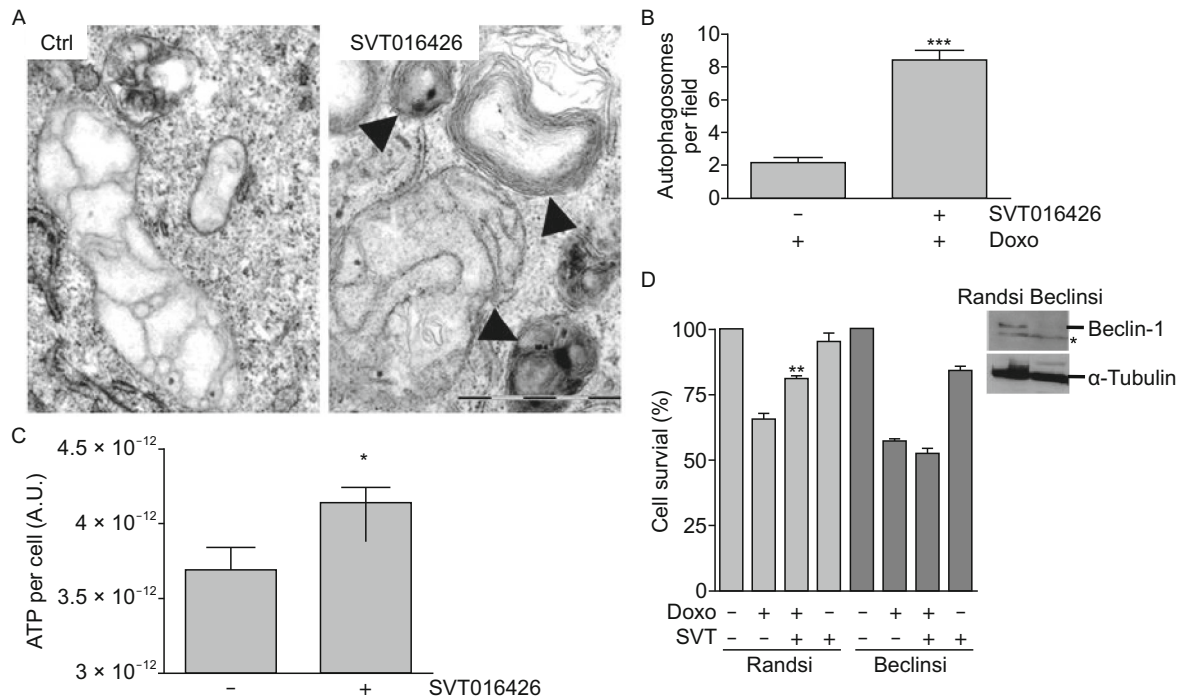 A
Ctrl
SVT016426
B
Autophagosomes
per field
10
8
6
4
2
0
***
− + SVT016426
+ + Doxo
C
ATP per cell (A.U.)
4.5 × 10⁻¹²
4 × 10⁻¹²
3.5 × 10⁻¹²
3 × 10⁻¹²
*
− + SVT016426
D
Randsi Beclinsi
Beclin-1
*
α-Tubulin
Cell survial (%)
100
75
50
25
0
**
Doxo − + + − − + + −
SVT − − + + − − + +
Randsi Beclinsi